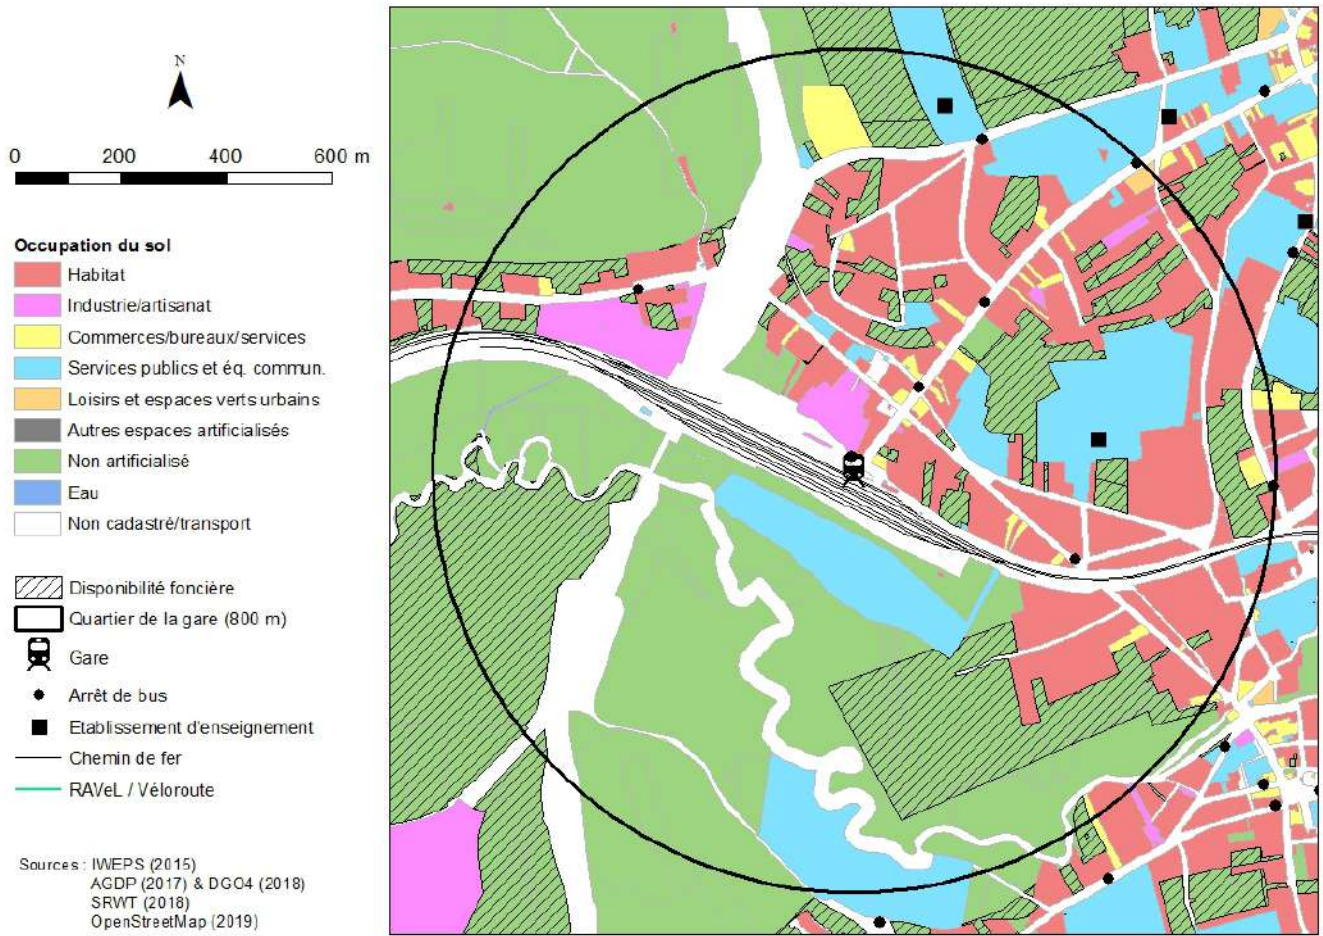 N
0 200 400 600 m
Occupation du sol
Habitat
Industrie/artisanat
Commerces/bureaux/services
Services publics et éq. commun.
Loisirs et espaces verts urbains
Autres espaces artificialisés
Non artificialisé
Eau
Non cadastré/transport
Disponibilité foncière
Quartier de la gare (800 m)
Gare
Arrêt de bus
Etablissement d'enseignement
Chemin de fer
RAVeL / Véloroute
Sources : IWEPS (2015)
AGDP (2017) & DGO4 (2018)
SRWT (2018)
OpenStreetMap (2019)